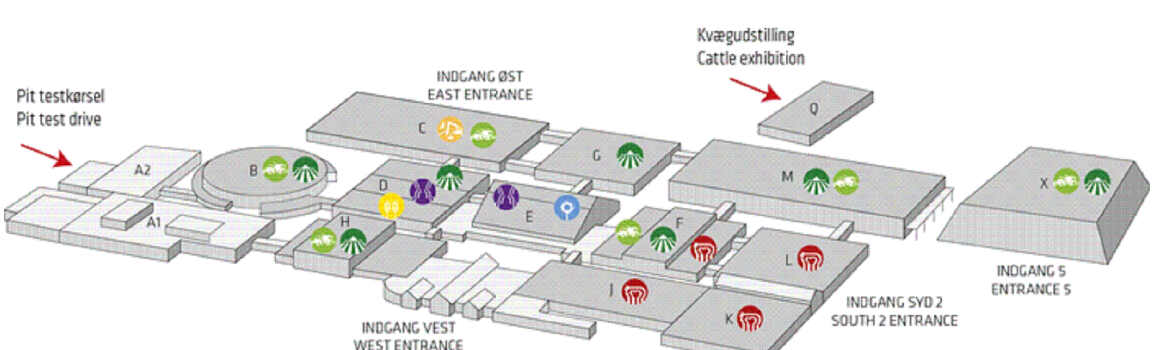 Kvægudstilling
Cattle exhibition
INDGANG ØST
EAST ENTRANCE
Pit testkørsel
Pit test drive
Q
C
G
A2
B
D
M
X
E
A1
H
F
L
J
K
INDGANG 5
ENTRANCE 5
INDGANG SYD 2
SOUTH 2 ENTRANCE
INDGANG VEST
WEST ENTRANCE